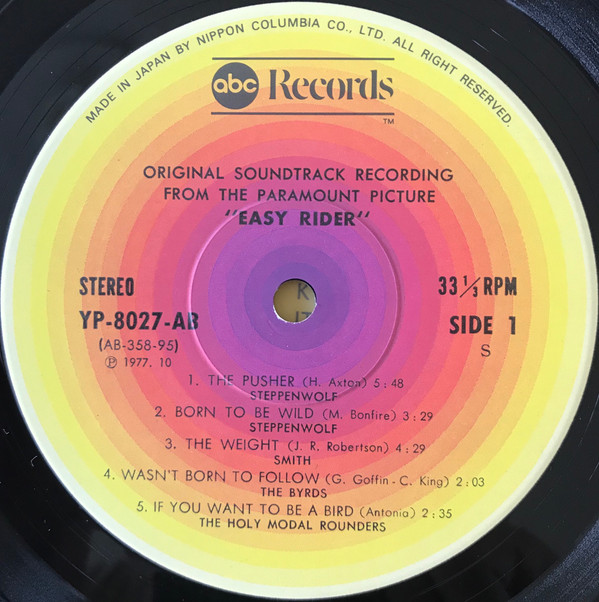 MADE IN JAPAN BY NIPPON COLUMBIA CO., LTD. ALL RIGHT RESERVED.
abc Records
TM
ORIGINAL SOUNDTRACK RECORDING
FROM THE PARAMOUNT PICTURE
"EASY RIDER"
STEREO
33 1/3 RPM
YP-8027-AB
SIDE 1
(AB-358-95)
S
Ⓟ 1977. 10
1. THE PUSHER (H. Axton) 5:48
STEPPENWOLF
2. BORN TO BE WILD (M. Bonfire) 3:29
STEPPENWOLF
3. THE WEIGHT (J. R. Robertson) 4:29
SMITH
4. WASN'T BORN TO FOLLOW (G. Goffin - C. King) 2:03
THE BYRDS
5. IF YOU WANT TO BE A BIRD (Antonia) 2:35
THE HOLY MODAL ROUNDERS